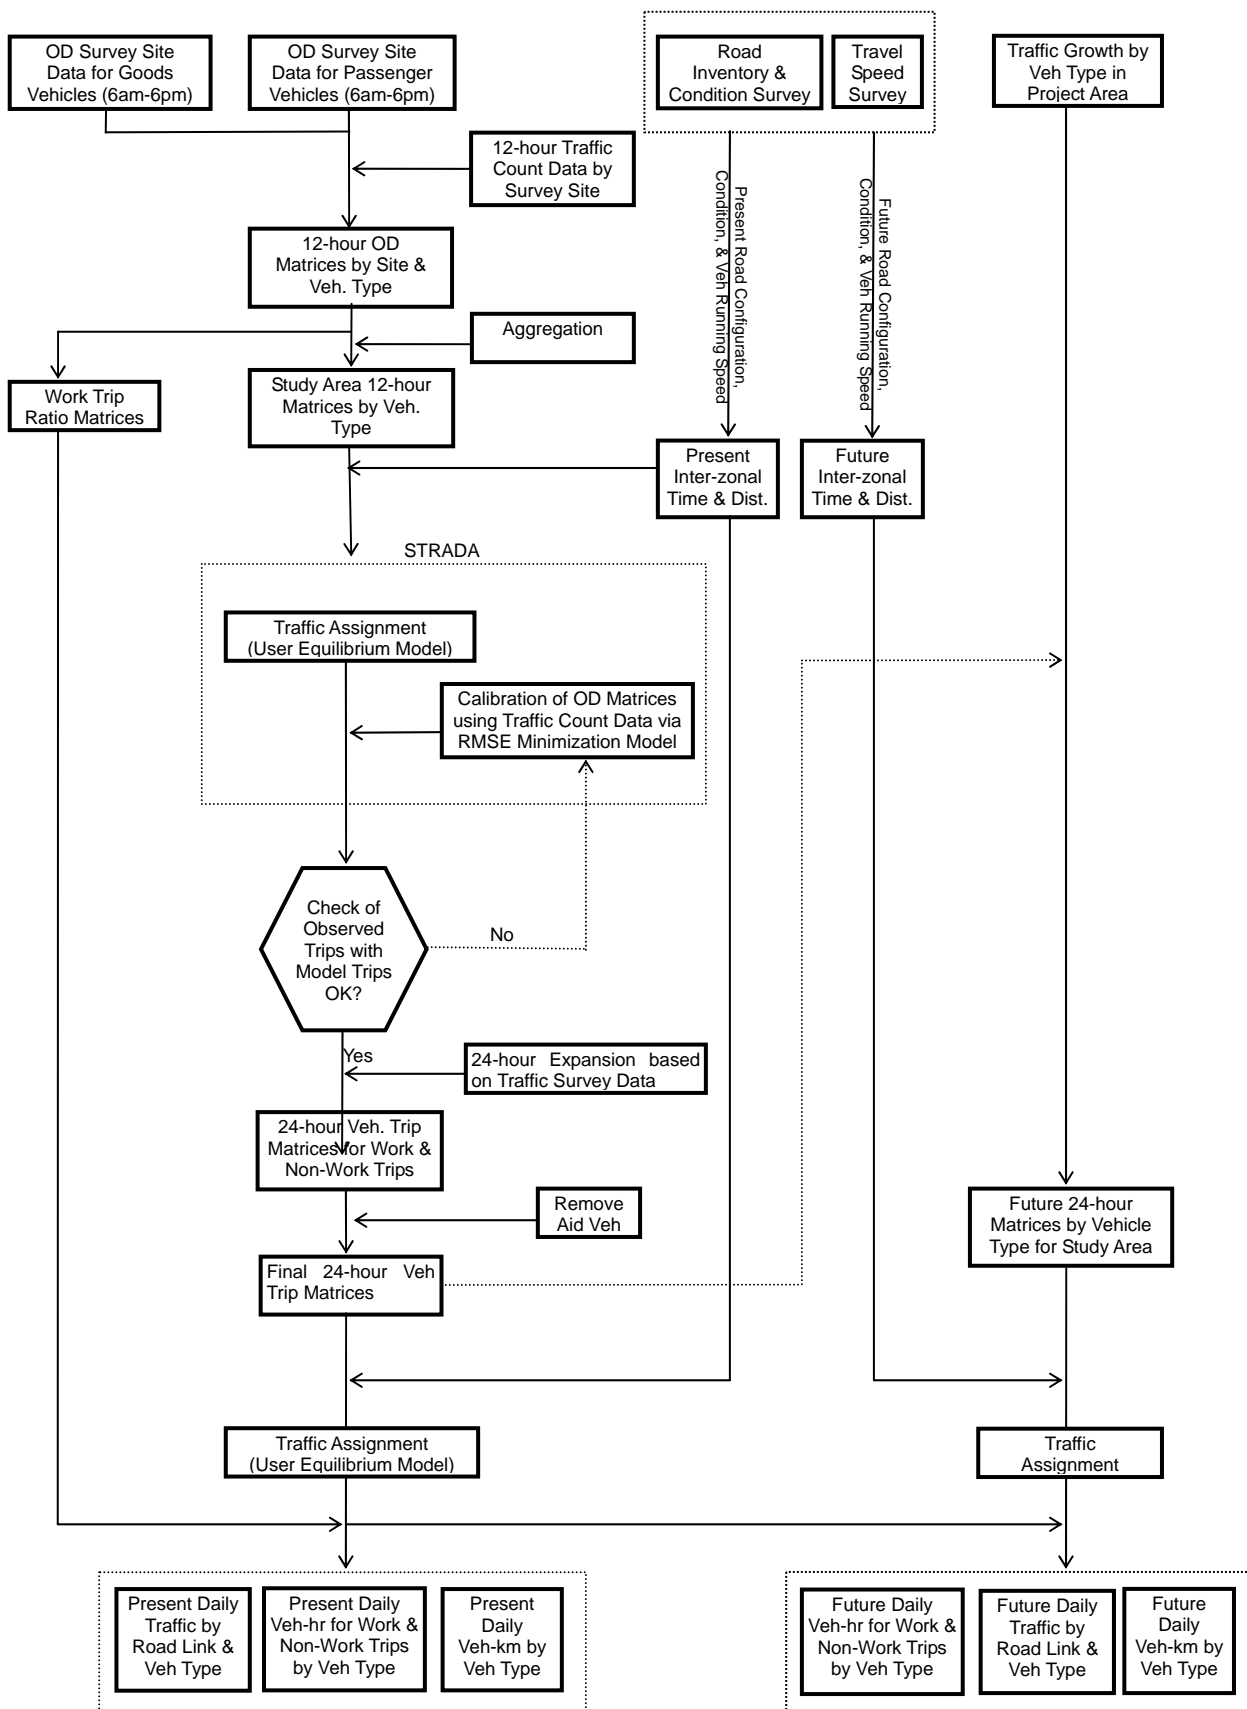 OD Survey Site
Data for Goods
Vehicles (6am-6pm)
OD Survey Site
Data for Passenger
Vehicles (6am-6pm)
Road
Inventory &
Condition Survey
Travel
Speed
Survey
Traffic Growth by
Veh Type in
Project Area
12-hour Traffic
Count Data by
Survey Site
Present Road Configuration,
Condition, & Veh Running Speed
Future Road Configuration,
Condition, & Veh Running Speed
12-hour OD
Matrices by Site &
Veh. Type
Aggregation
Work Trip
Ratio Matrices
Study Area 12-hour
Matrices by Veh.
Type
Present
Inter-zonal
Time & Dist.
Future
Inter-zonal
Time & Dist.
STRADA
Traffic Assignment
(User Equilibrium Model)
Calibration of OD Matrices
using Traffic Count Data via
RMSE Minimization Model
Check of
Observed
Trips with
Model Trips
OK?
No
Yes
24-hour Expansion based
on Traffic Survey Data
24-hour Veh. Trip
Matrices for Work &
Non-Work Trips
Remove
Aid Veh
Future 24-hour
Matrices by Vehicle
Type for Study Area
Final 24-hour Veh
Trip Matrices
Traffic Assignment
(User Equilibrium Model)
Traffic
Assignment
Present Daily
Traffic by
Road Link &
Veh Type
Present Daily
Veh-hr for Work &
Non-Work Trips
by Veh Type
Present
Daily
Veh-km by
Veh Type
Future Daily
Veh-hr for Work &
Non-Work Trips
by Veh Type
Future Daily
Traffic by
Road Link &
Veh Type
Future
Daily
Veh-km by
Veh Type